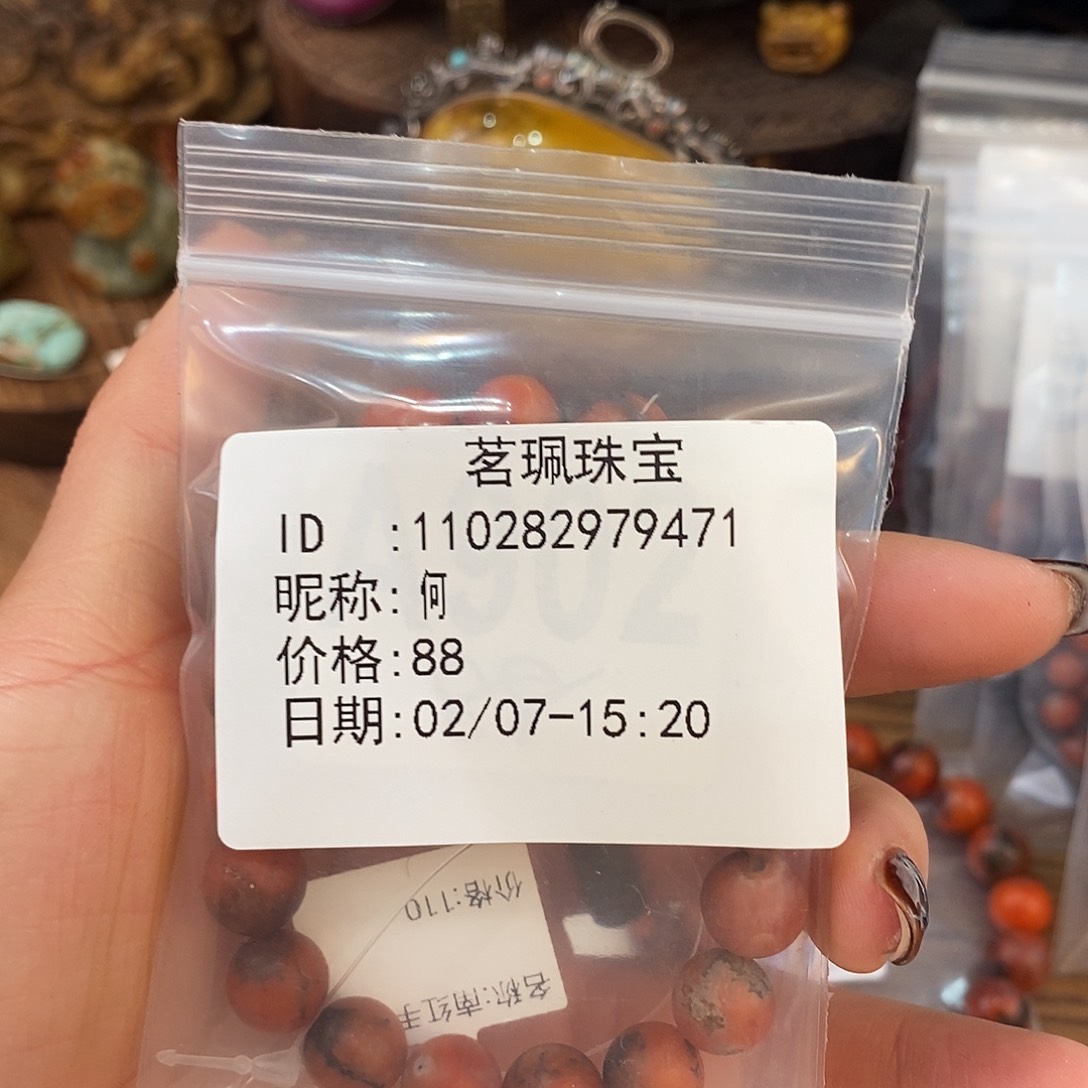 茗珮珠宝
ID :110282979471
昵称:何
价格:88
日期:02/07-15:20
价格:110
名称:南红手